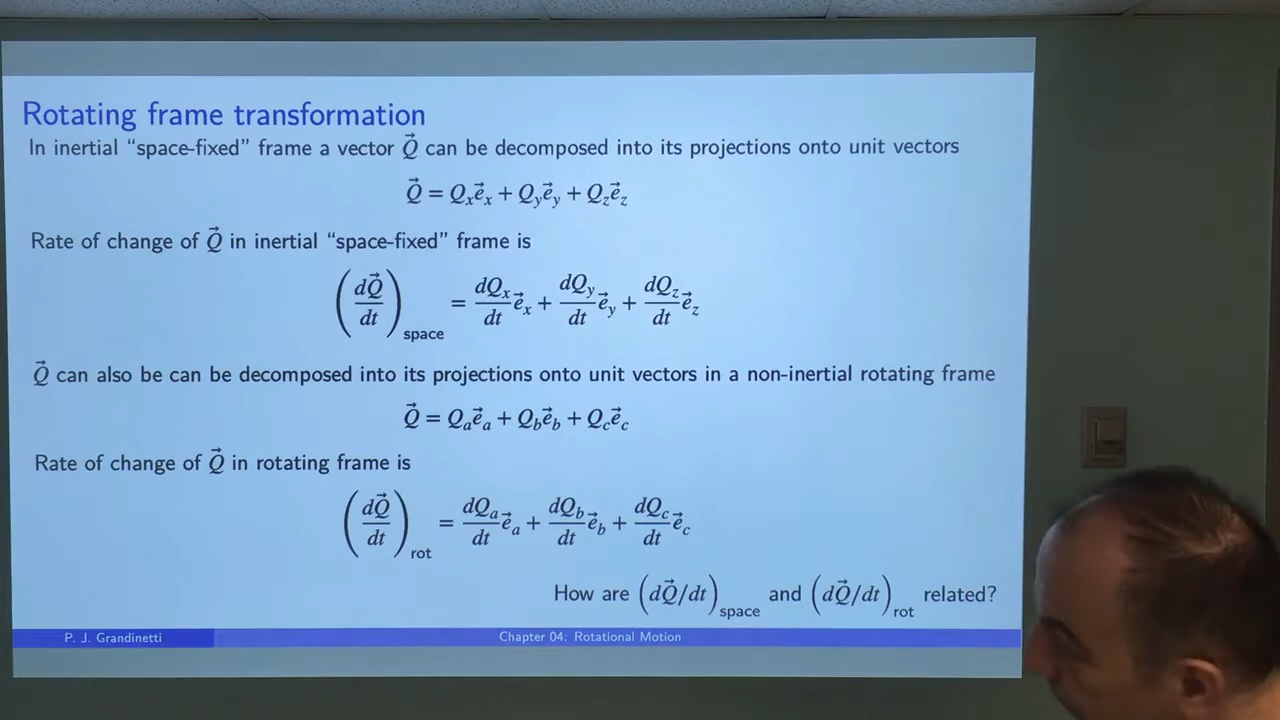 Rotating frame transformation
In inertial “space-fixed” frame a vector Q⃗ can be decomposed into its projections onto unit vectors
Q⃗ = Qₓe⃗ₓ + Q_y e⃗_y + Q_z e⃗_z
Rate of change of Q⃗ in inertial “space-fixed” frame is
(dQ⃗/dt)_space = dQₓ/dt e⃗ₓ + dQ_y/dt e⃗_y + dQ_z/dt e⃗_z
Q⃗ can also be can be decomposed into its projections onto unit vectors in a non-inertial rotating frame
Q⃗ = Q_a e⃗_a + Q_b e⃗_b + Q_c e⃗_c
Rate of change of Q⃗ in rotating frame is
(dQ⃗/dt)_rot = dQ_a/dt e⃗_a + dQ_b/dt e⃗_b + dQ_c/dt e⃗_c
How are (dQ⃗/dt)_space and (dQ⃗/dt)_rot related?
P. J. Grandinetti Chapter 04: Rotational Motion